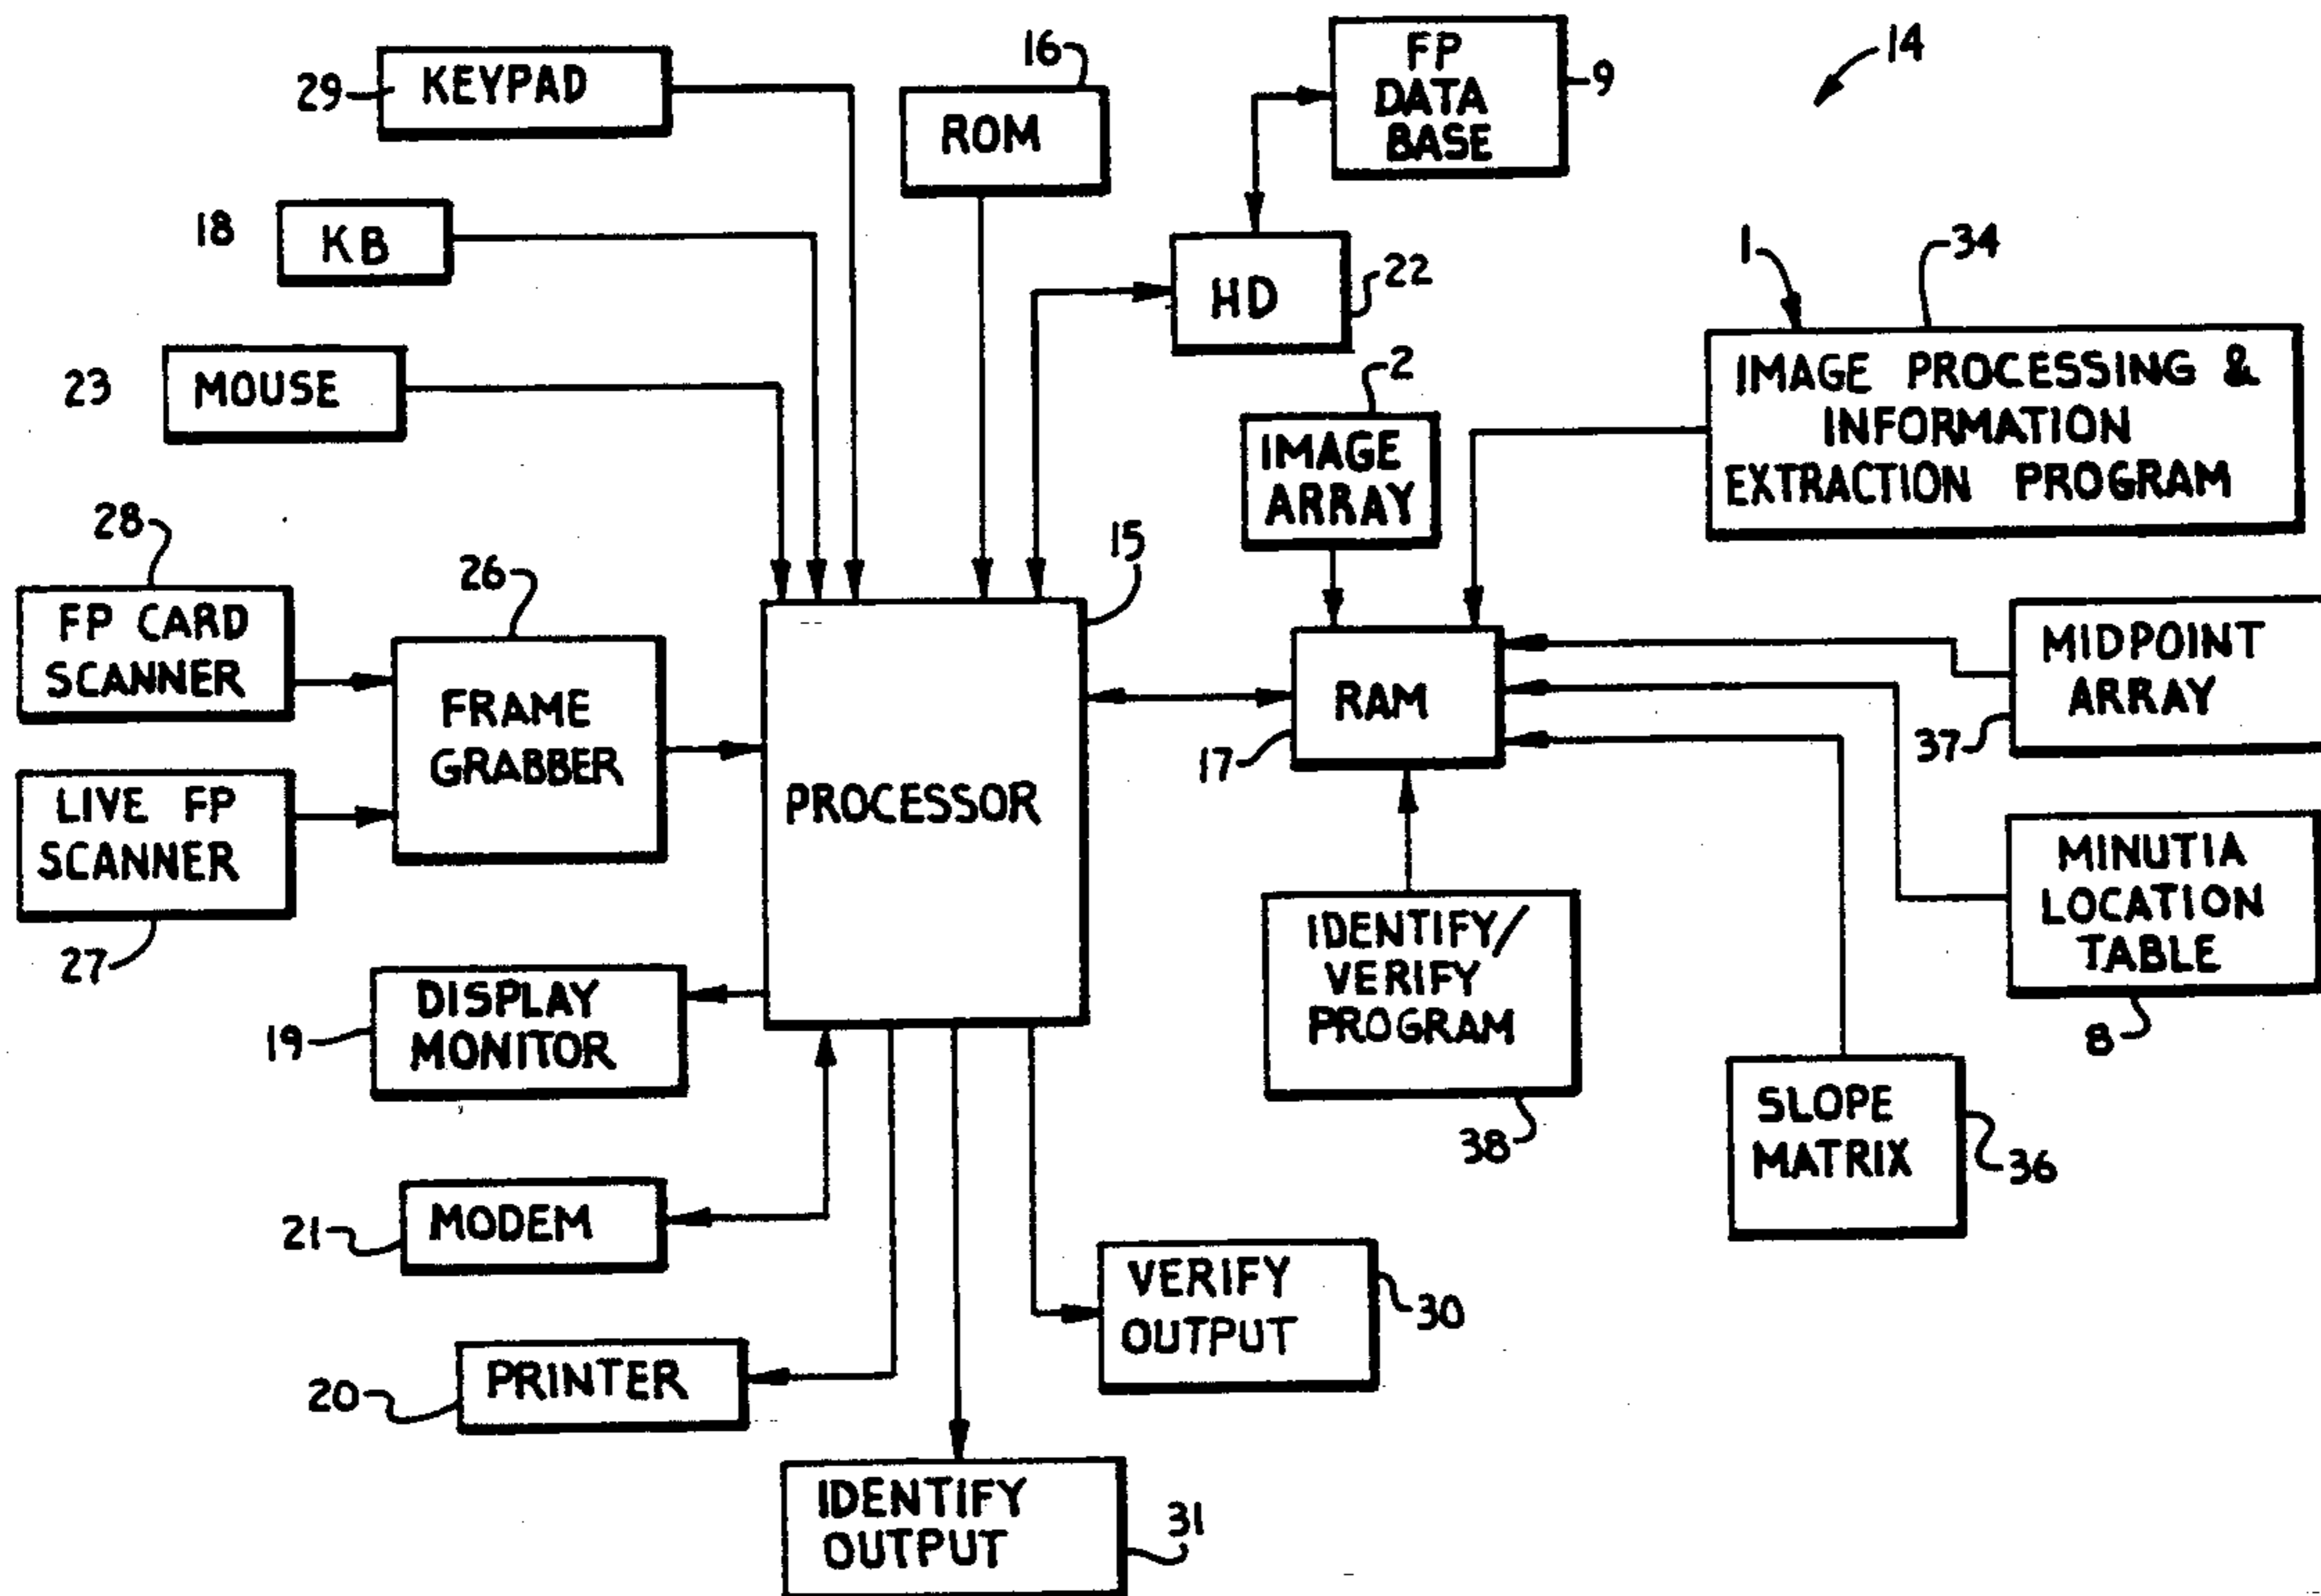 29
KEYPAD
16
ROM
FP
DATA
BASE
9
14
18
KB
HD
22
1
34
23
MOUSE
2
IMAGE
ARRAY
IMAGE PROCESSING &
INFORMATION
EXTRACTION PROGRAM
28
FP CARD
SCANNER
26
FRAME
GRABBER
15
PROCESSOR
RAM
17
MIDPOINT
ARRAY
37
LIVE FP
SCANNER
27
IDENTIFY/
VERIFY
PROGRAM
38
MINUTIA
LOCATION
TABLE
8
19
DISPLAY
MONITOR
SLOPE
MATRIX
36
21
MODEM
VERIFY
OUTPUT
30
20
PRINTER
IDENTIFY
OUTPUT
31